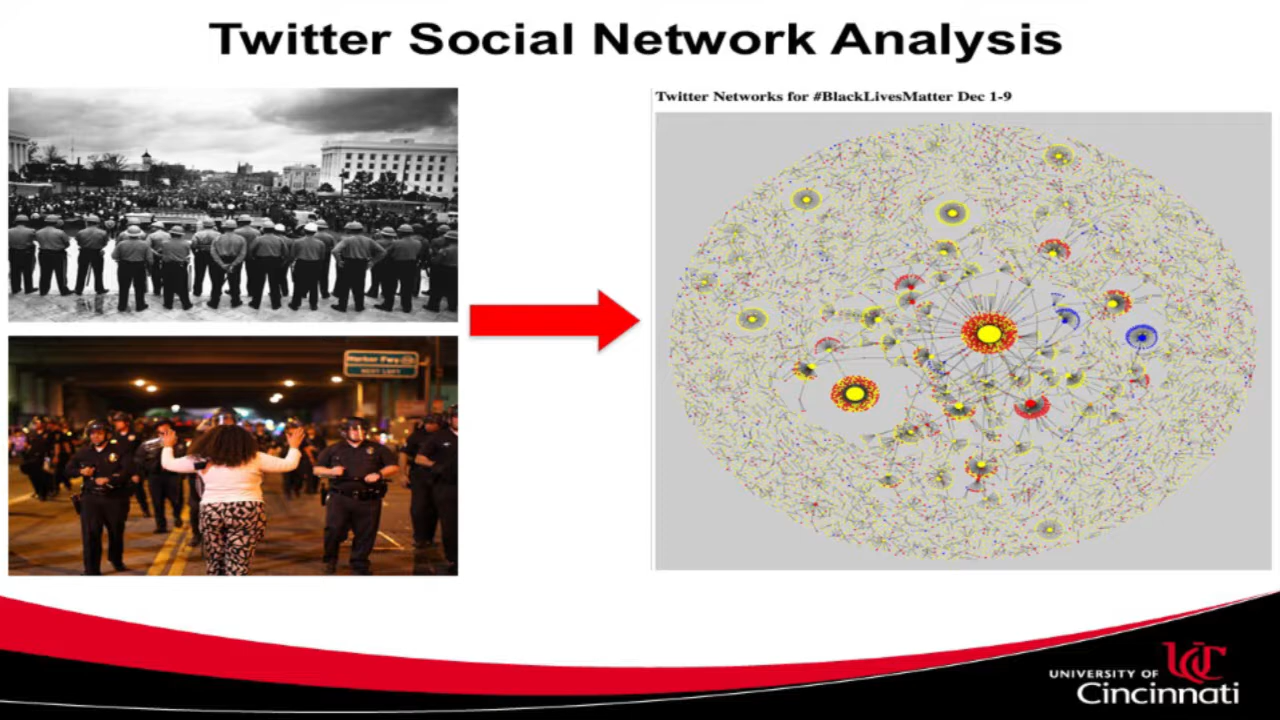 Twitter Social Network Analysis
Twitter Networks for #BlackLivesMatter Dec 1-9
UNIVERSITY OF
Cincinnati